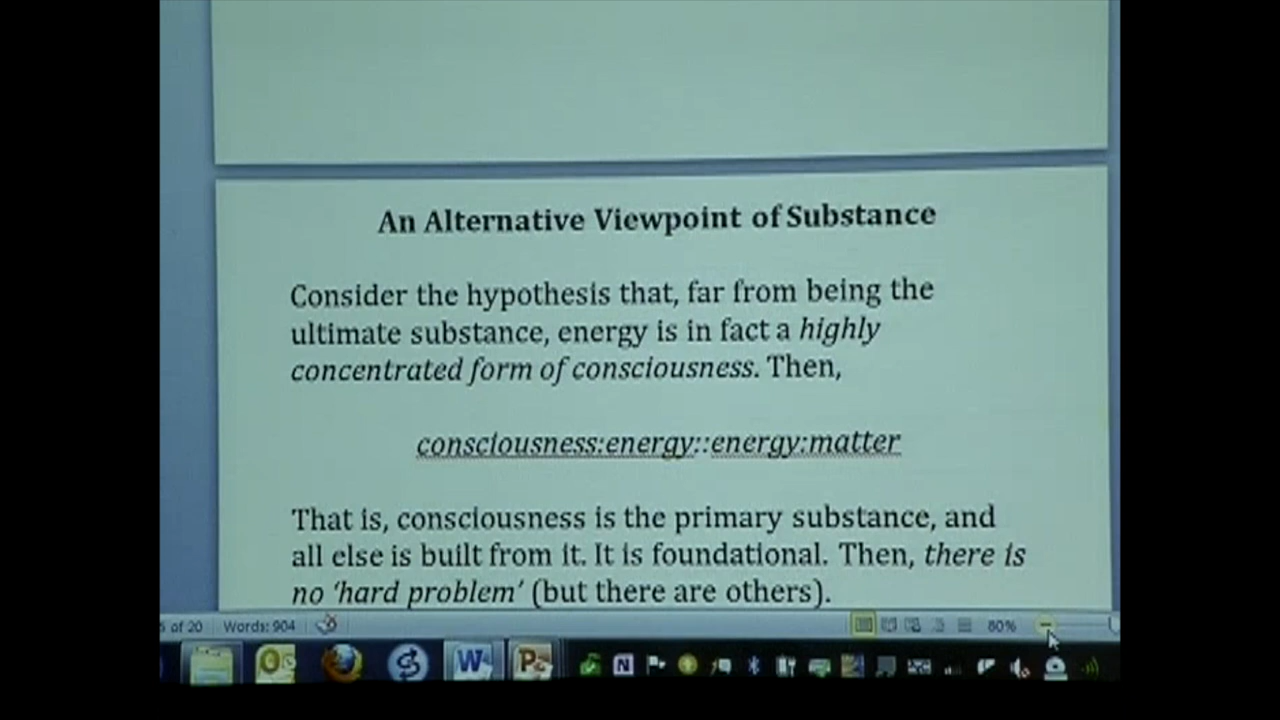 An Alternative Viewpoint of Substance
Consider the hypothesis that, far from being the
ultimate substance, energy is in fact a highly
concentrated form of consciousness. Then,
consciousness:energy::energy:matter
That is, consciousness is the primary substance, and
all else is built from it. It is foundational. Then, there is
no ‘hard problem’ (but there are others).
of 20 Words: 904 80%